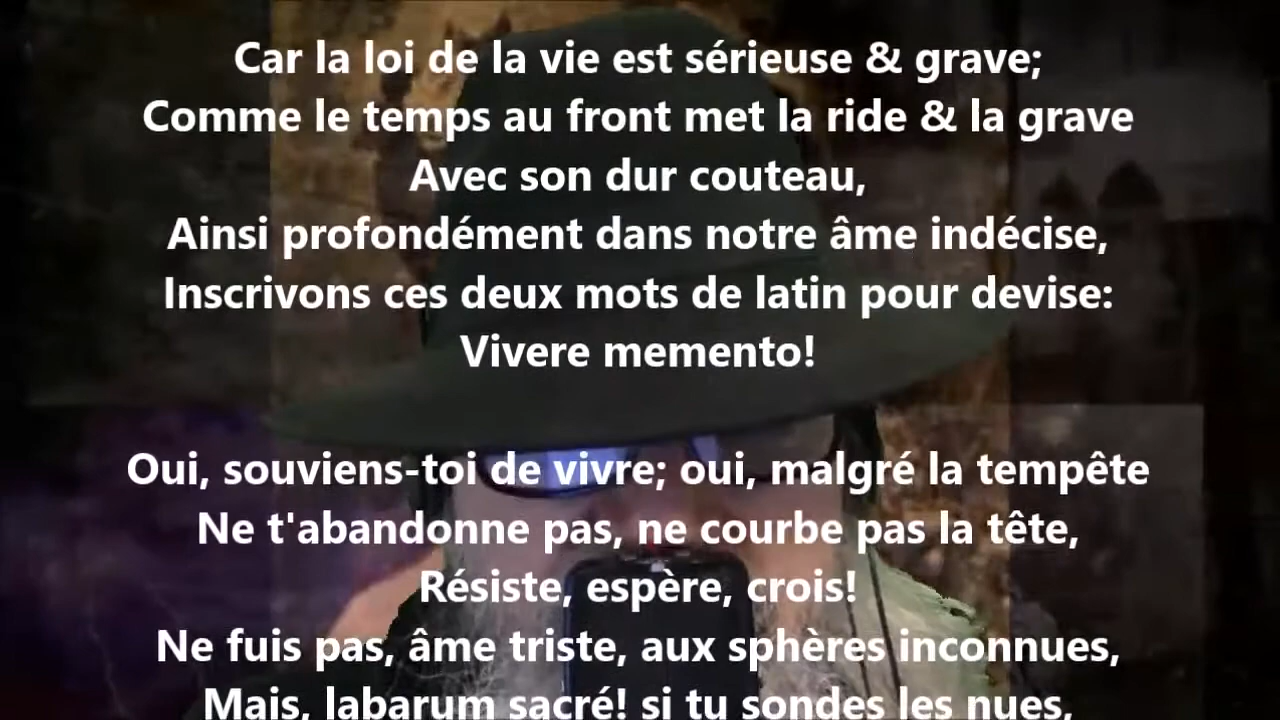 Car la loi de la vie est sérieuse & grave;
Comme le temps au front met la ride & la grave
Avec son dur couteau,
Ainsi profondément dans notre âme indécise,
Inscrivons ces deux mots de latin pour devise:
Vivere memento!
Oui, souviens-toi de vivre; oui, malgré la tempête
Ne t'abandonne pas, ne courbe pas la tête,
Résiste, espère, crois!
Ne fuis pas, âme triste, aux sphères inconnues,
Mais, labarum sacré! si tu sondes les nues,